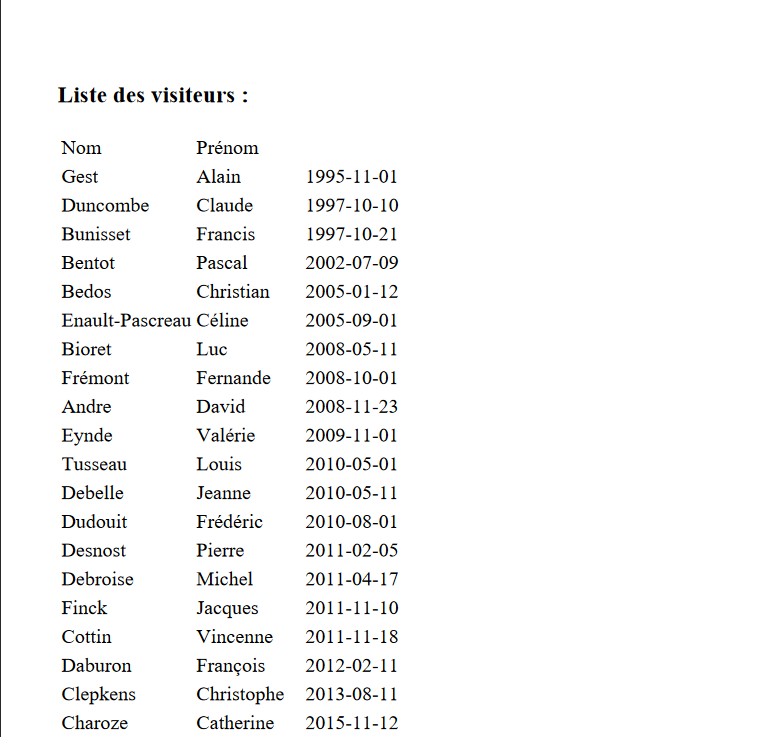 Liste des visiteurs :
Nom Prénom
Gest Alain 1995-11-01
Duncombe Claude 1997-10-10
Bunisset Francis 1997-10-21
Bentot Pascal 2002-07-09
Bedos Christian 2005-01-12
Enault-Pascreau Céline 2005-09-01
Bioret Luc 2008-05-11
Frémont Fernande 2008-10-01
Andre David 2008-11-23
Eynde Valérie 2009-11-01
Tusseau Louis 2010-05-01
Debelle Jeanne 2010-05-11
Dudouit Frédéric 2010-08-01
Desnost Pierre 2011-02-05
Debroise Michel 2011-04-17
Finck Jacques 2011-11-10
Cottin Vincenne 2011-11-18
Daburon François 2012-02-11
Clepkens Christophe 2013-08-11
Charoze Catherine 2015-11-12